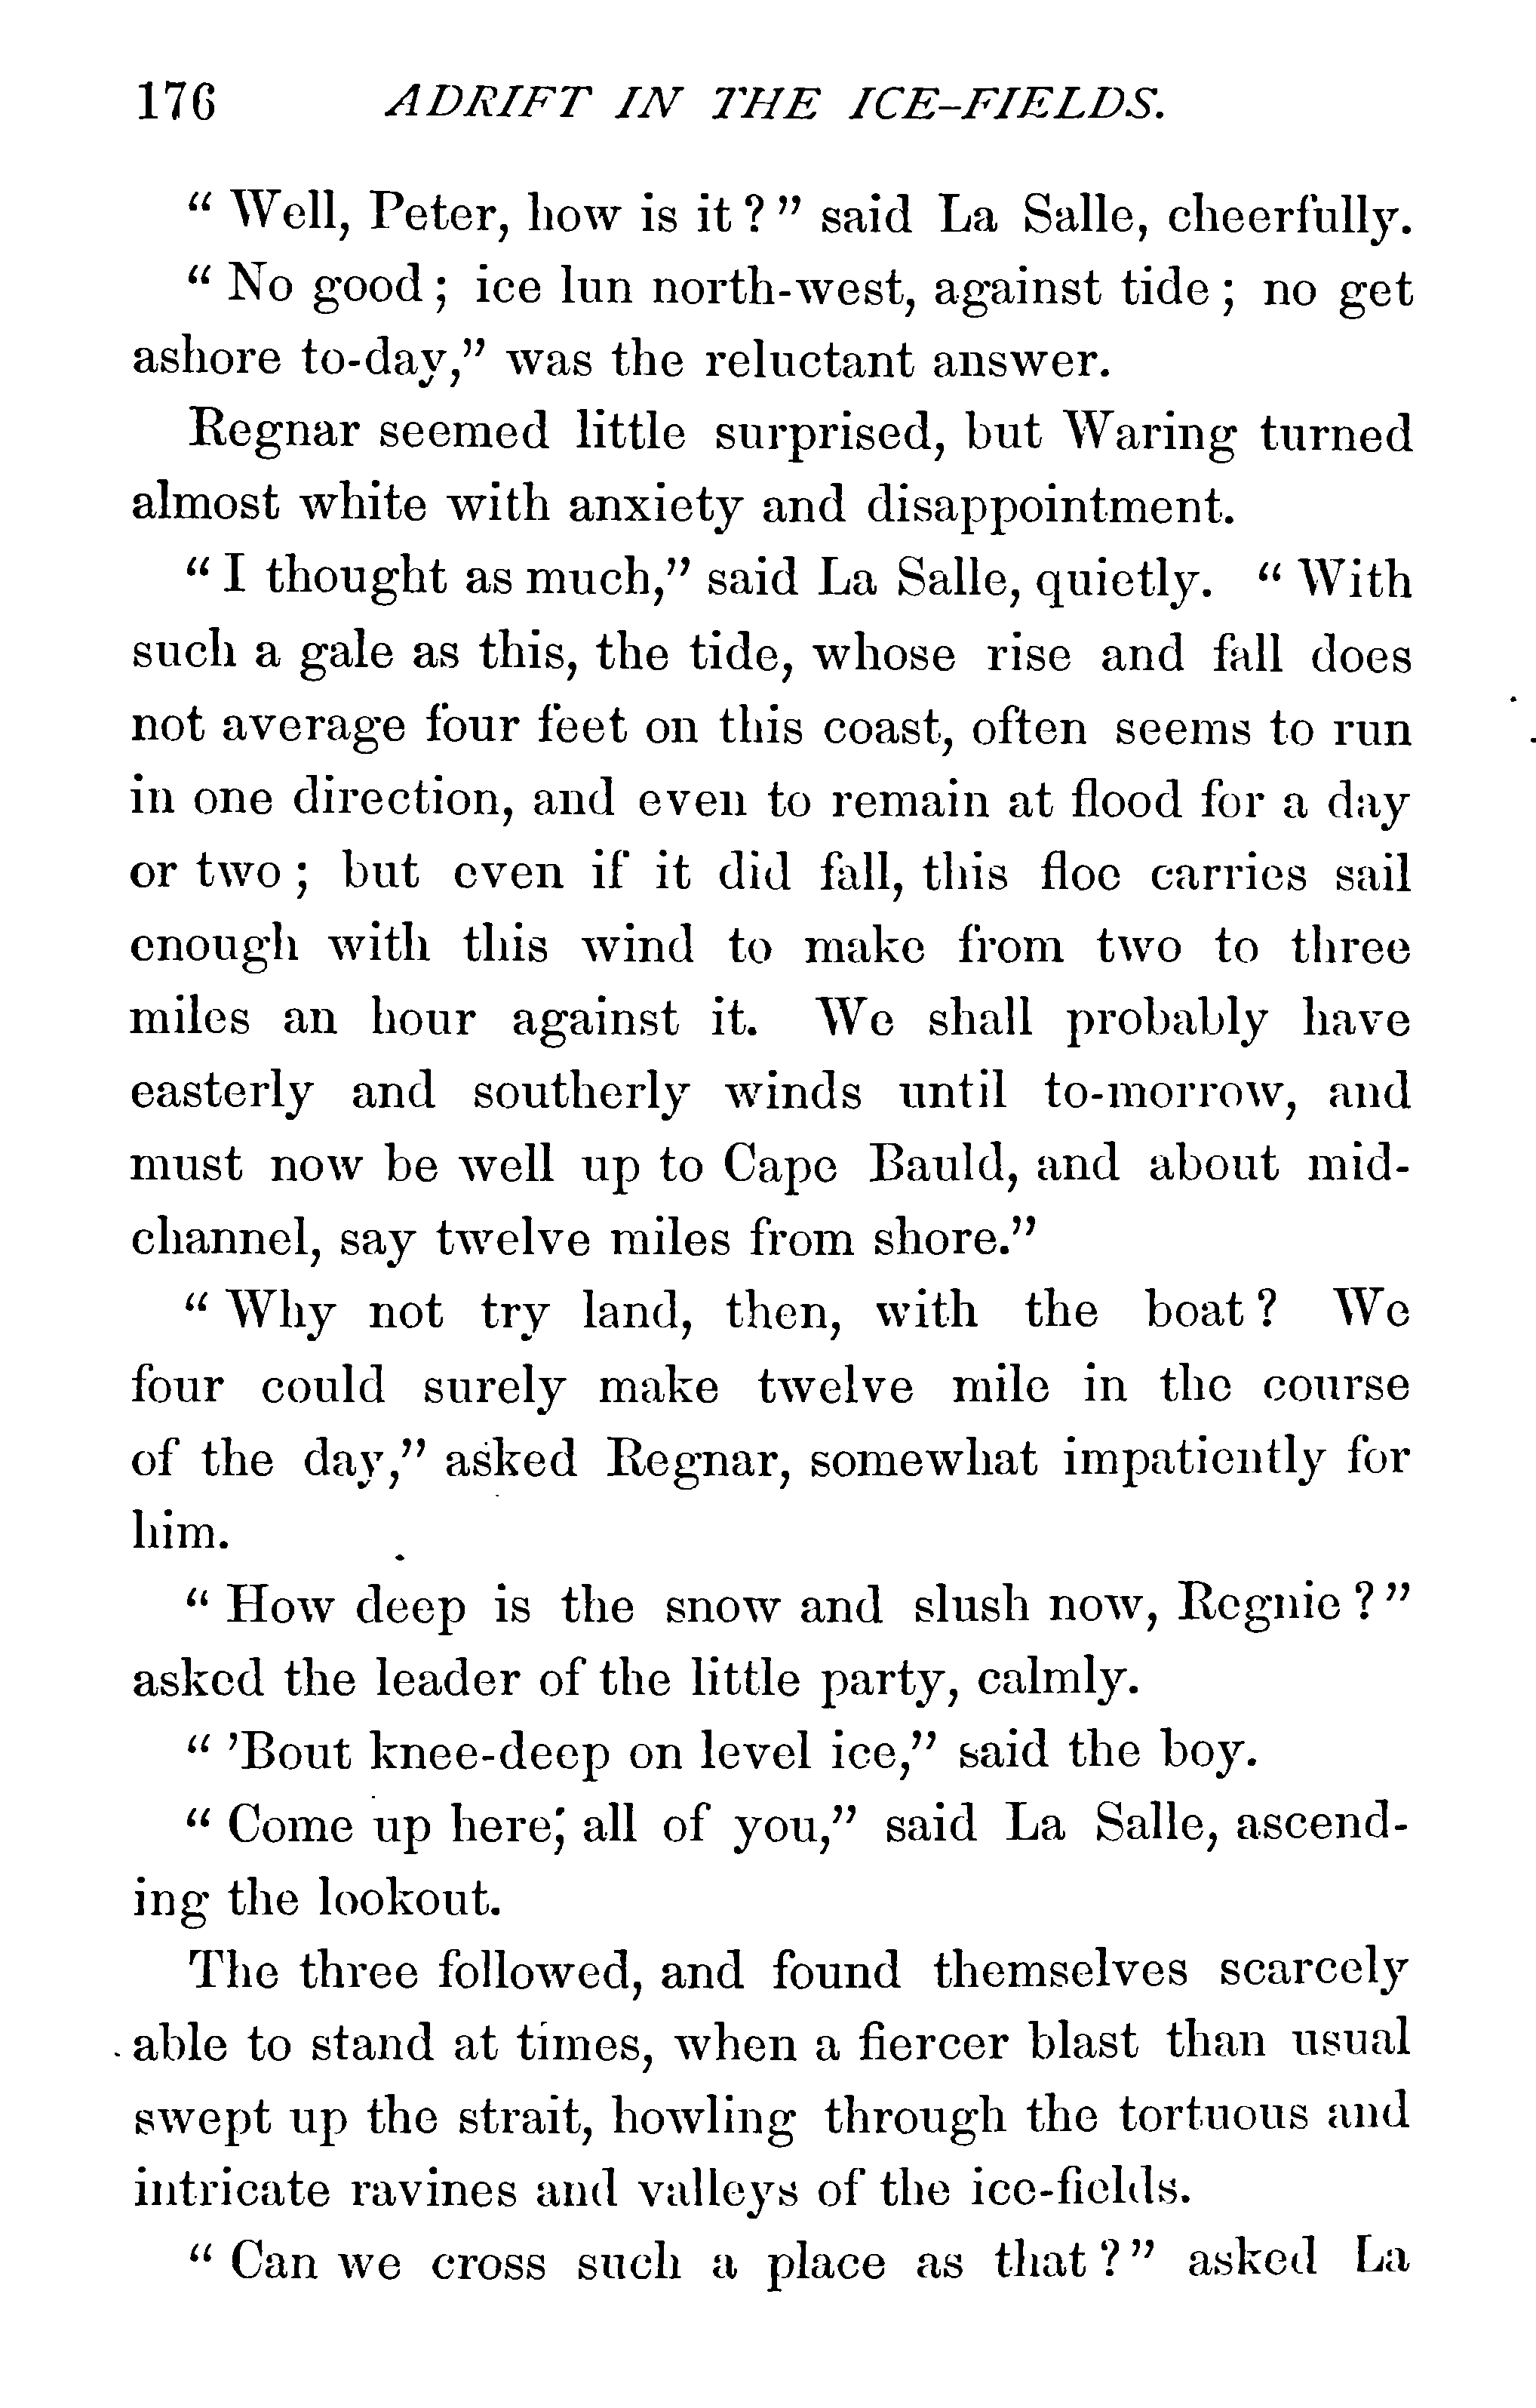 176 ADRIFT IN THE ICE-FIELDS.
“ Well, Peter, how is it ? ” said La Salle, cheerfully.
“ No good ; ice lun north-west, against tide ; no get
ashore to-day,” was the reluctant answer.
Regnar seemed little surprised, but Waring turned
almost white with anxiety and disappointment.
“ I thought as much,” said La Salle, quietly. “ With
such a gale as this, the tide, whose rise and fall does
not average four feet on this coast, often seems to run
in one direction, and even to remain at flood for a day
or two ; but even if it did fall, this floe carries sail
enough with this wind to make from two to three
miles an hour against it. We shall probably have
easterly and southerly winds until to-morrow, and
must now be well up to Cape Bauld, and about mid-
channel, say twelve miles from shore.”
“ Why not try land, then, with the boat ? We
four could surely make twelve mile in the course
of the day,” asked Regnar, somewhat impatiently for
him.
“ How deep is the snow and slush now, Regnie ? ”
asked the leader of the little party, calmly.
“ ’Bout knee-deep on level ice,” said the boy.
“ Come up here, all of you,” said La Salle, ascend-
ing the lookout.
The three followed, and found themselves scarcely
able to stand at times, when a fiercer blast than usual
swept up the strait, howling through the tortuous and
intricate ravines and valleys of the ice-fields.
“ Can we cross such a place as that ? ” asked La